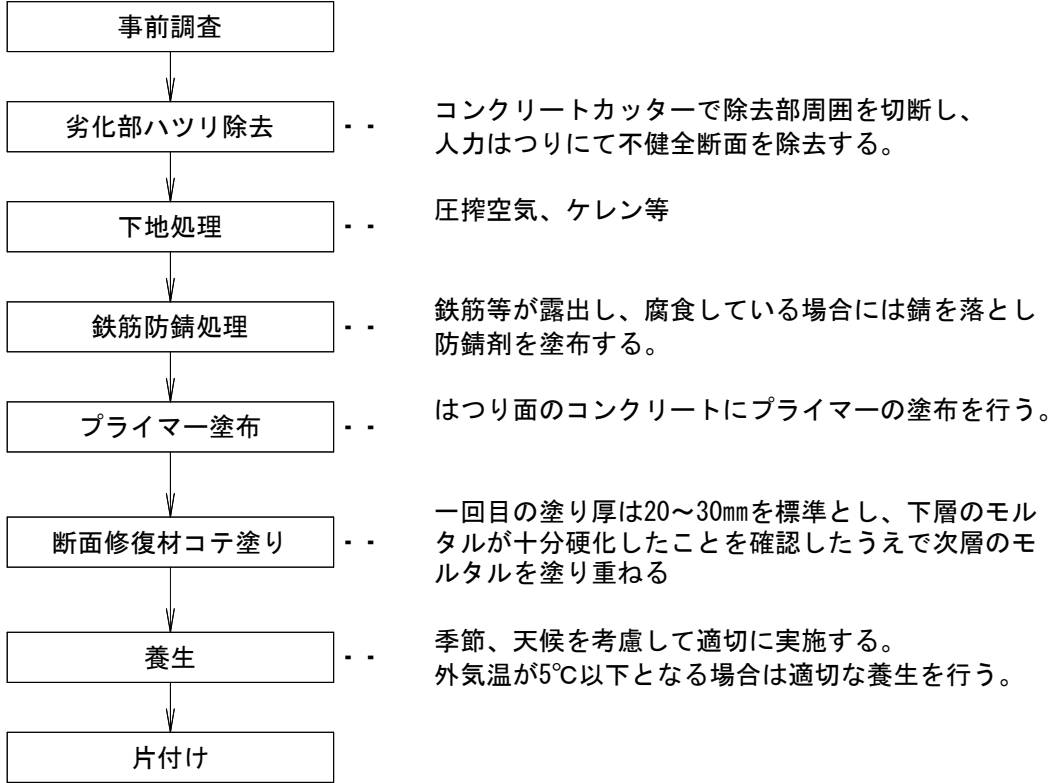 事前調査
劣化部ハツリ除去
- -
コンクリートカッターで除去部周囲を切断し、
人力はつりにて不健全断面を除去する。
下地処理
- -
圧搾空気、ケレン等
鉄筋防錆処理
- -
鉄筋等が露出し、腐食している場合には錆を落とし
防錆剤を塗布する。
プライマー塗布
- -
はつり面のコンクリートにプライマーの塗布を行う。
断面修復材コテ塗り
- -
一回目の塗り厚は20～30㎜を標準とし、下層のモル
タルが十分硬化したことを確認したうえで次層のモ
ルタルを塗り重ねる
養生
- -
季節、天候を考慮して適切に実施する。
外気温が5℃以下となる場合は適切な養生を行う。
片付け